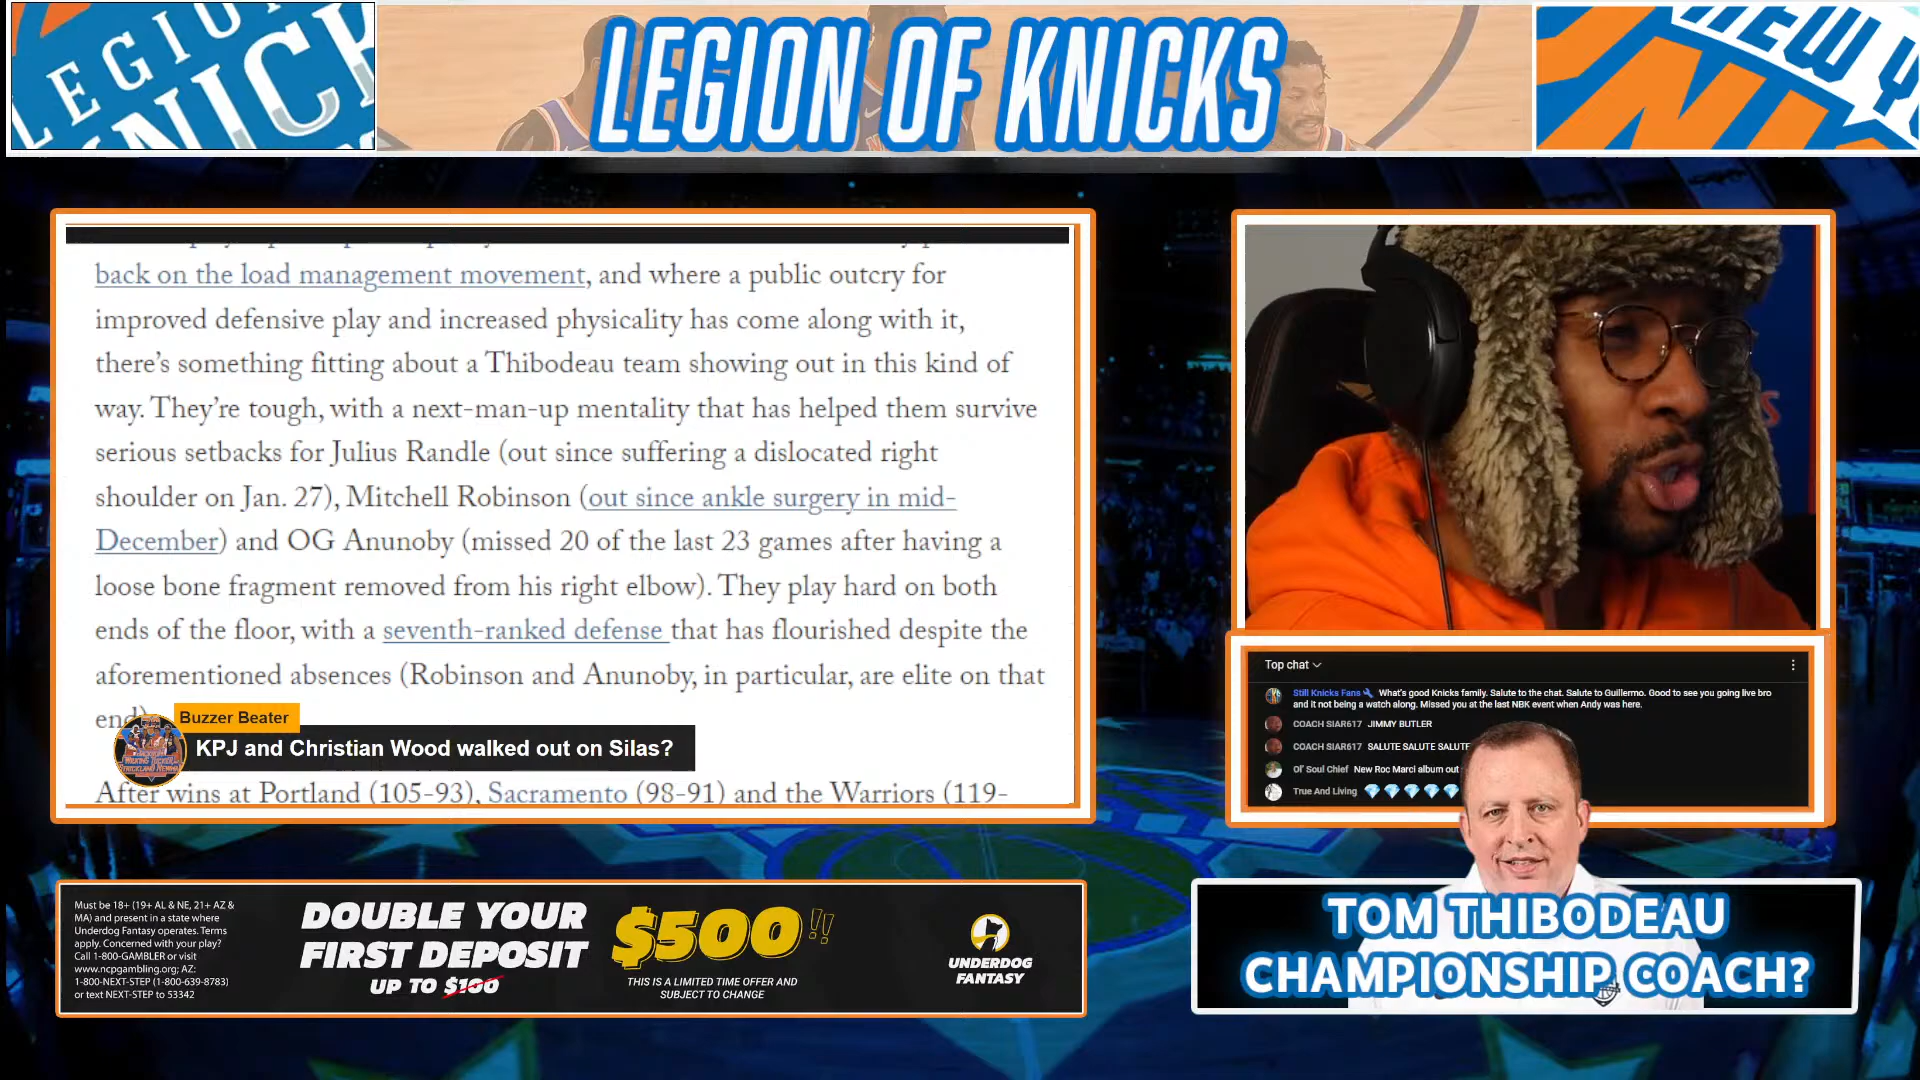 LEGION
KNICK
LEGION OF KNICKS
NEW Y
back on the load management movement, and where a public outcry for
improved defensive play and increased physicality has come along with it,
there's something fitting about a Thibodeau team showing out in this kind of
way. They're tough, with a next-man-up mentality that has helped them survive
serious setbacks for Julius Randle (out since suffering a dislocated right
shoulder on Jan. 27), Mitchell Robinson (out since ankle surgery in mid-
December) and OG Anunoby (missed 20 of the last 23 games after having a
loose bone fragment removed from his right elbow). They play hard on both
ends of the floor, with a seventh-ranked defense that has flourished despite the
aforementioned absences (Robinson and Anunoby, in particular, are elite on that
end)
Buzzer Beater
KPJ and Christian Wood walked out on Silas?
After wins at Portland (105-93), Sacramento (98-91) and the Warriors (119-
Top chat
Still Knicks Fans What's good Knicks family. Salute to the chat. Salute to Guillermo. Good to see you going live bro
and it not being a watch along. Missed you at the last NBK event when Andy was here.
COACH SIAR617 JIMMY BUTLER
COACH SIAR617 SALUTE SALUTE SALUTE
Ol' Soul Chief New Roc Marci album out
True And Living 💎💎💎💎💎
Must be 18+ (19+ AL & NE, 21+ AZ &
MA) and present in a state where
Underdog Fantasy operates. Terms
apply. Concerned with your play?
Call 1-800-GAMBLER or visit
www.ncpgambling.org; AZ:
1-800-NEXT-STEP (1-800-639-8783)
or text NEXT-STEP to 53342
DOUBLE YOUR
FIRST DEPOSIT
UP TO $100
$500!!
THIS IS A LIMITED TIME OFFER AND
SUBJECT TO CHANGE
UNDERDOG
FANTASY
TOM THIBODEAU
CHAMPIONSHIP COACH?